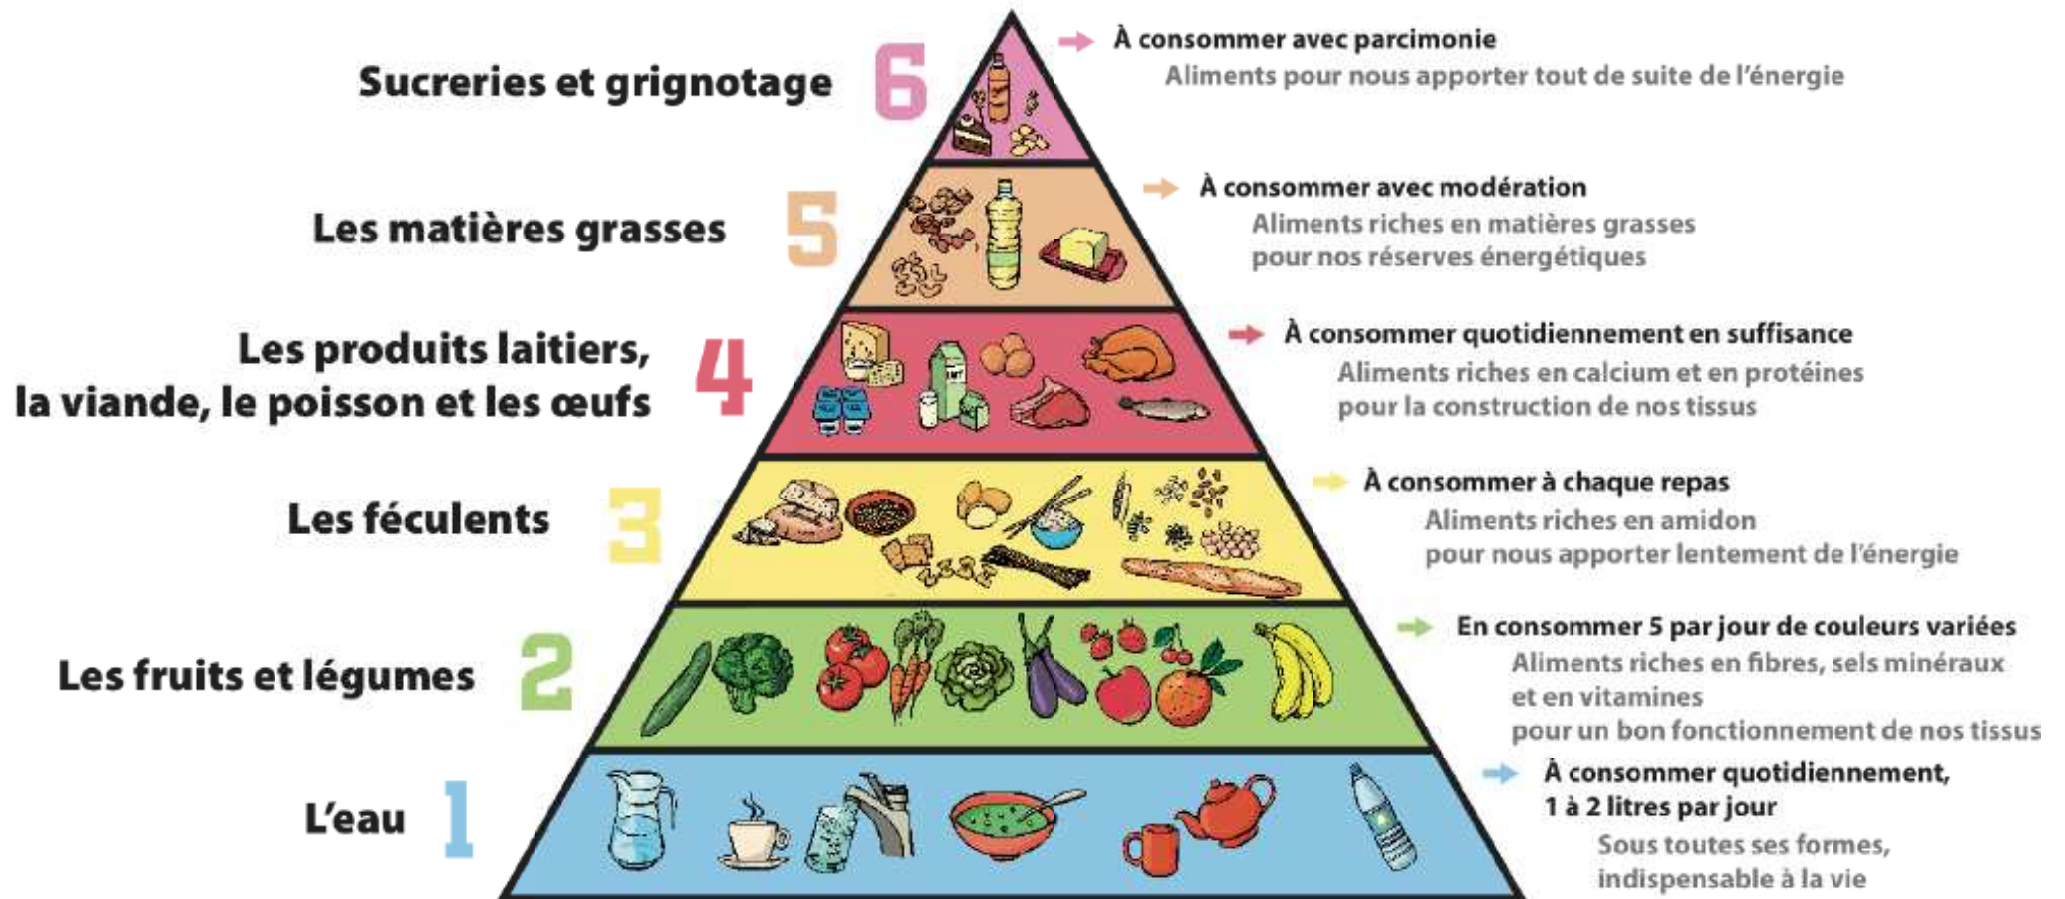 Sucreries et grignotage
6
À consommer avec parcimonie
Aliments pour nous apporter tout de suite de l'énergie
Les matières grasses
5
À consommer avec modération
Aliments riches en matières grasses
pour nos réserves énergétiques
Les produits laitiers,
la viande, le poisson et les œufs
4
À consommer quotidiennement en suffisance
Aliments riches en calcium et en protéines
pour la construction de nos tissus
Les féculents
3
À consommer à chaque repas
Aliments riches en amidon
pour nous apporter lentement de l'énergie
Les fruits et légumes
2
En consommer 5 par jour de couleurs variées
Aliments riches en fibres, sels minéraux
et en vitamines
pour un bon fonctionnement de nos tissus
L'eau
1
À consommer quotidiennement,
1 à 2 litres par jour
Sous toutes ses formes,
indispensable à la vie